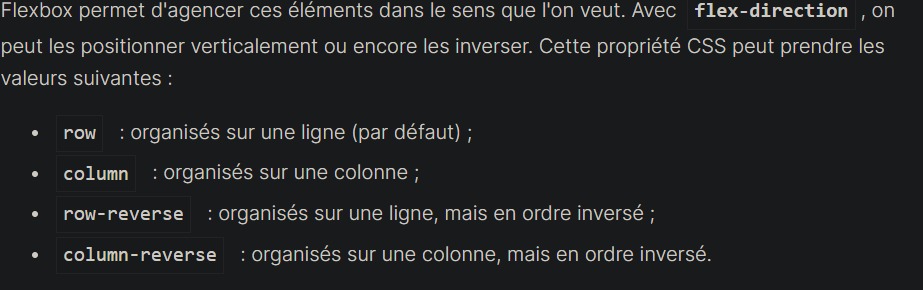 Flexbox permet d'agencer ces éléments dans le sens que l'on veut. Avec flex-direction , on
peut les positionner verticalement ou encore les inverser. Cette propriété CSS peut prendre les
valeurs suivantes :
• row : organisés sur une ligne (par défaut) ;
• column : organisés sur une colonne ;
• row-reverse : organisés sur une ligne, mais en ordre inversé ;
• column-reverse : organisés sur une colonne, mais en ordre inversé.